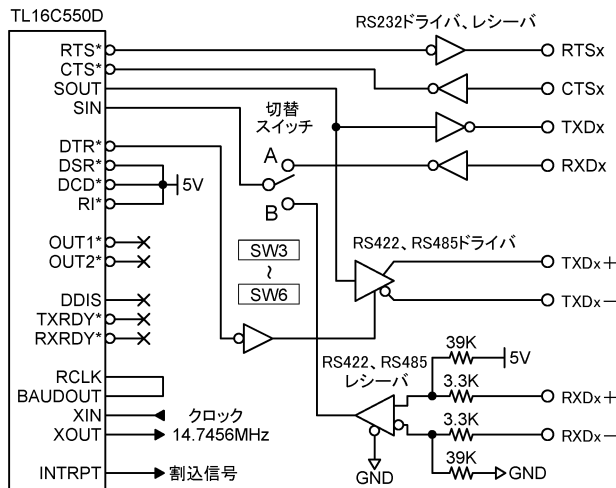 TL16C550D
RS232ドライバ、レシーバ
RTS*
RTSx
CTS*
CTSx
SOUT
TXDx
SIN
切替
スイッチ
A
RXDx
DTR*
DSR*
DCD*
5V
RI*
B
OUT1*
OUT2*
SW3
～
SW6
RS422、RS485ドライバ
TXDx＋
TXDx－
DDIS
TXRDY*
RXRDY*
RS422、RS485
レシーバ
39K
5V
RCLK
BAUDOUT
3.3K
RXDx＋
XIN
クロック
3.3K
RXDx－
XOUT
14.7456MHz
39K
GND
GND
INTRPT
割込信号